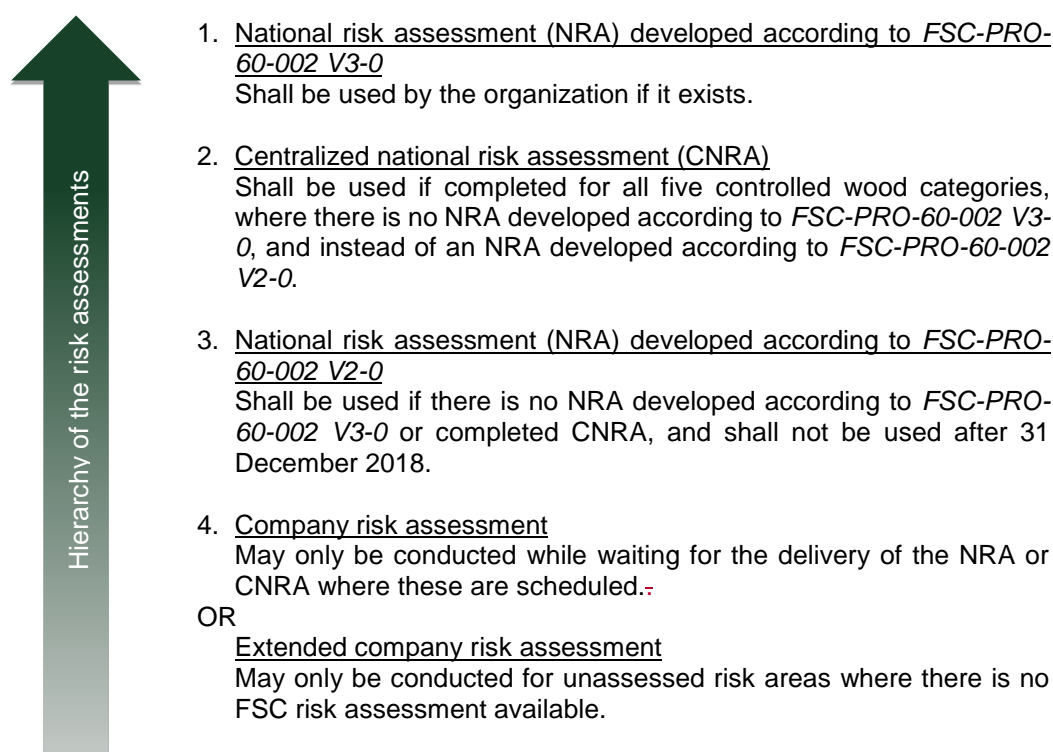 Hierarchy of the risk assessments
1. National risk assessment (NRA) developed according to FSC-PRO-
60-002 V3-0
Shall be used by the organization if it exists.
2. Centralized national risk assessment (CNRA)
Shall be used if completed for all five controlled wood categories,
where there is no NRA developed according to FSC-PRO-60-002 V3-
0, and instead of an NRA developed according to FSC-PRO-60-002
V2-0.
3. National risk assessment (NRA) developed according to FSC-PRO-
60-002 V2-0
Shall be used if there is no NRA developed according to FSC-PRO-
60-002 V3-0 or completed CNRA, and shall not be used after 31
December 2018.
4. Company risk assessment
May only be conducted while waiting for the delivery of the NRA or
CNRA where these are scheduled..
OR
Extended company risk assessment
May only be conducted for unassessed risk areas where there is no
FSC risk assessment available.